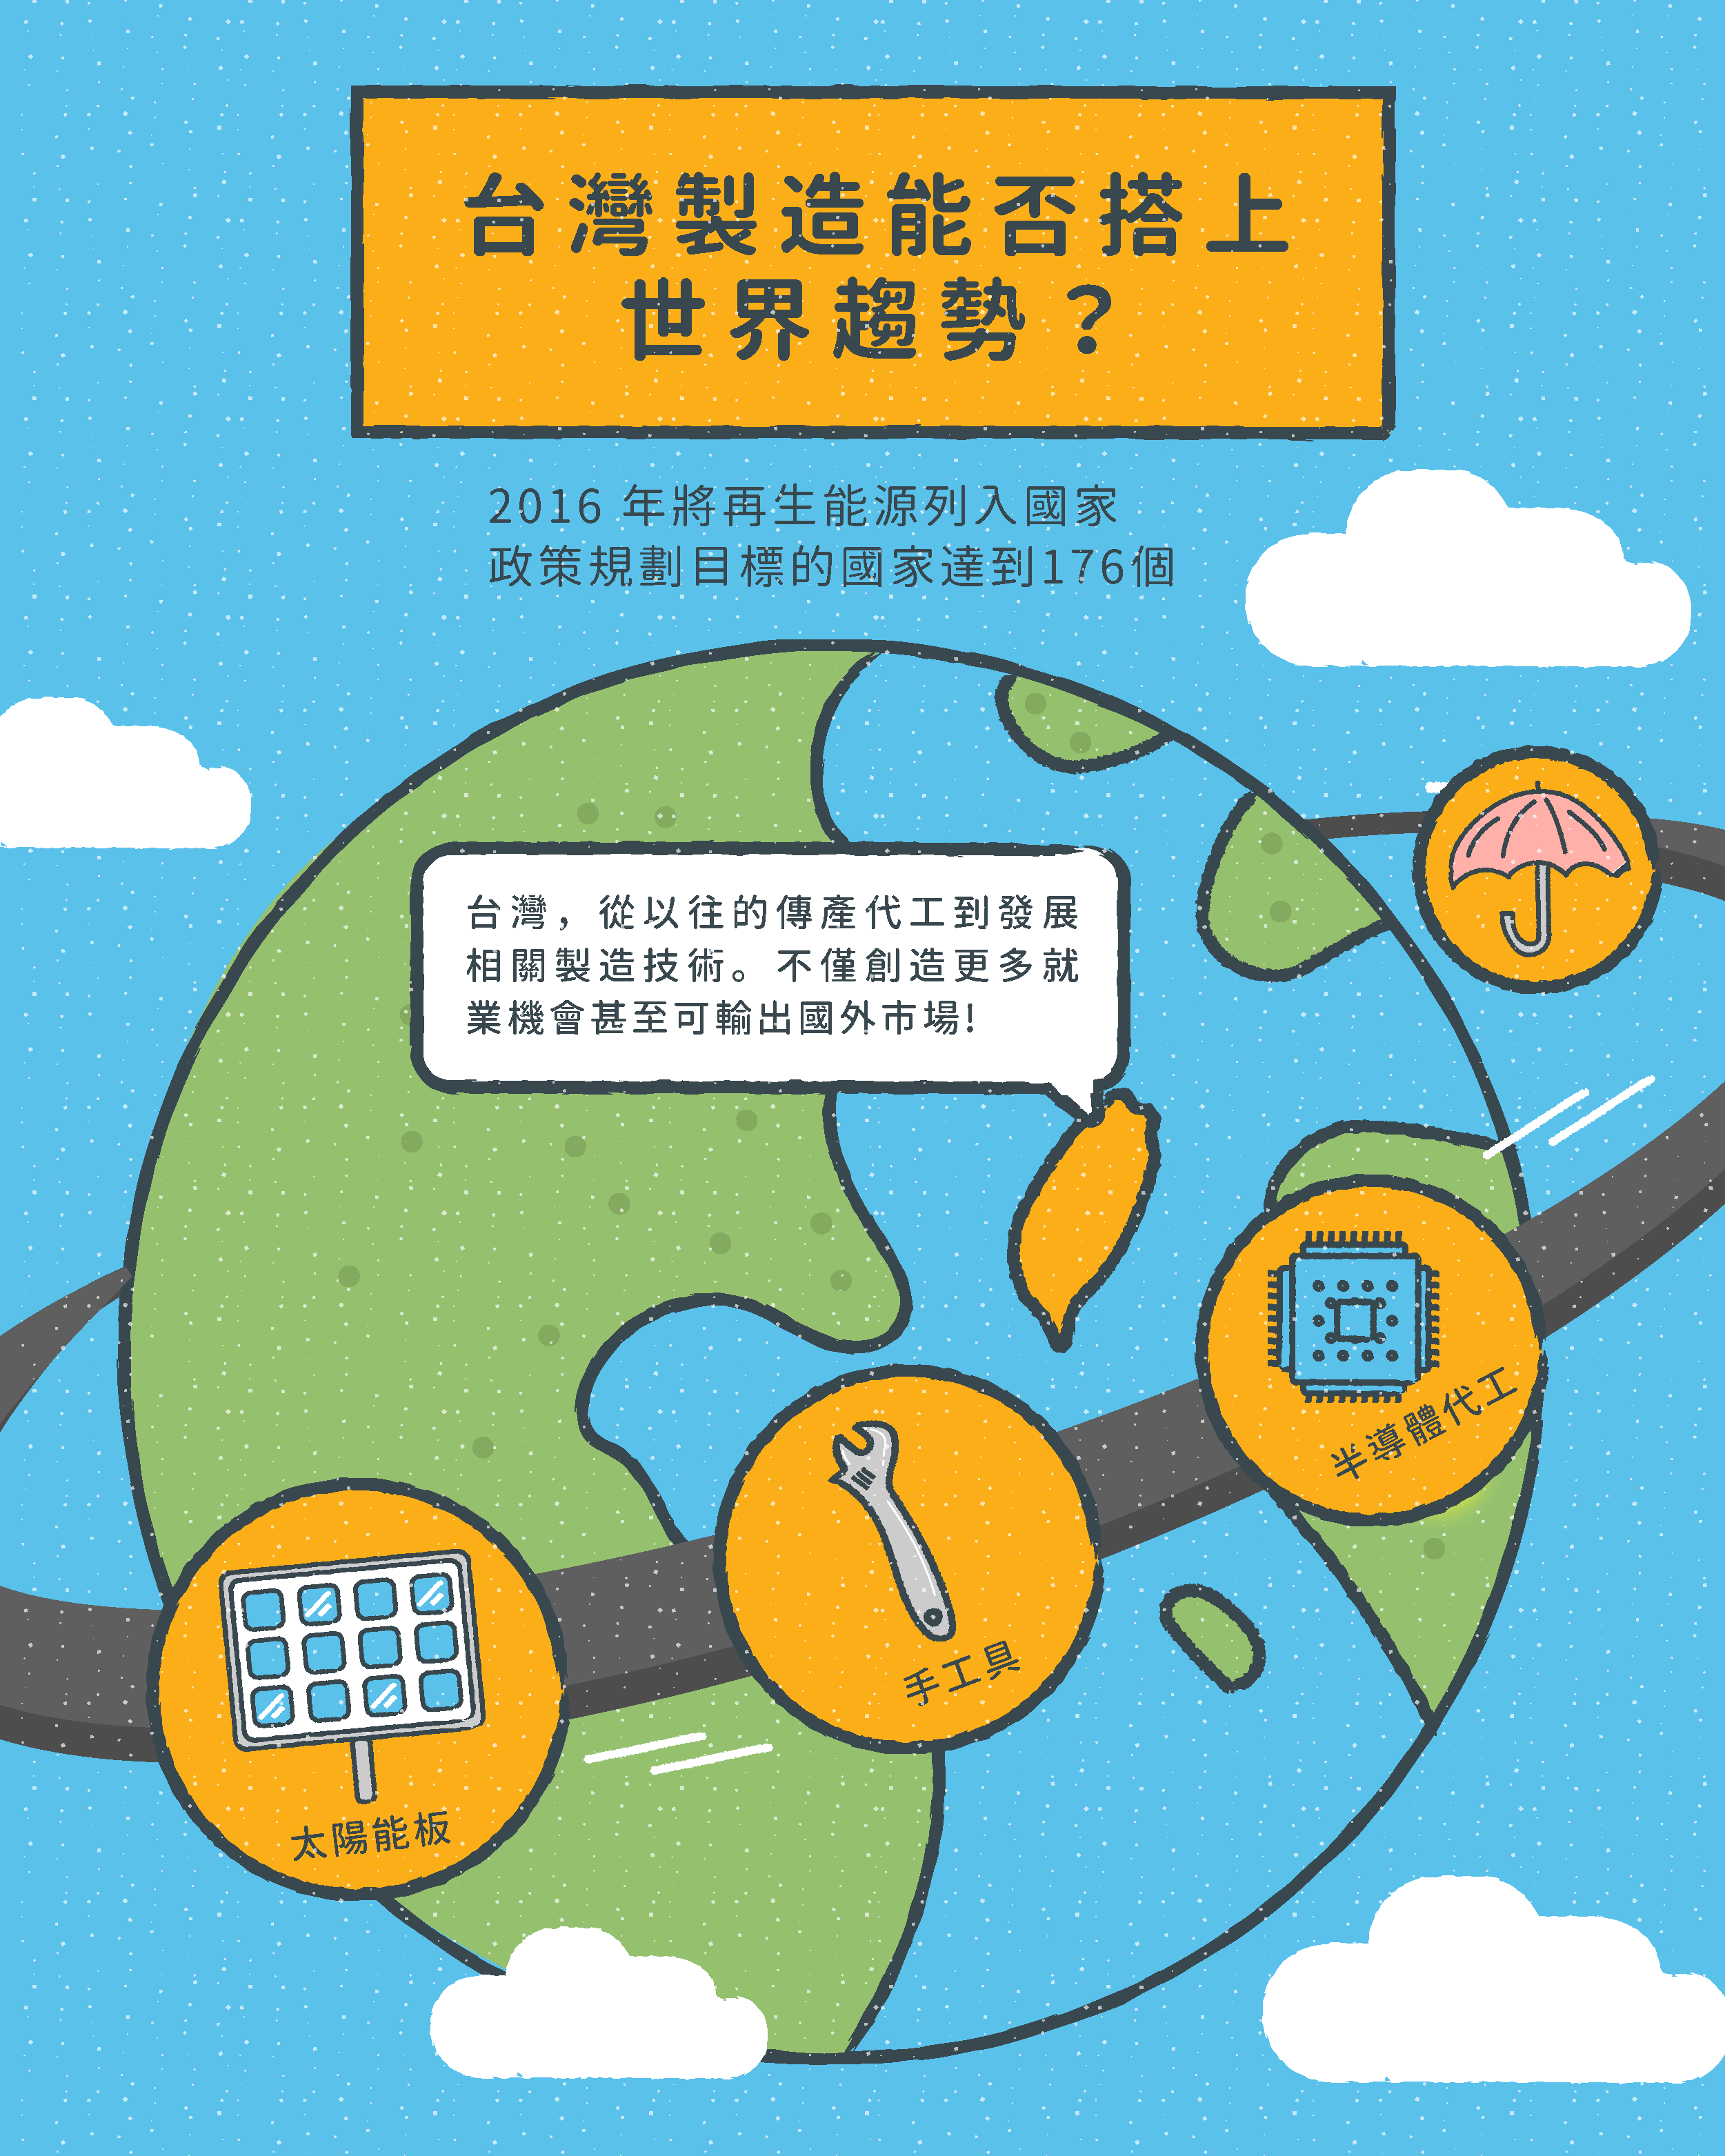 台灣製造能否搭上
世界趨勢？
2016 年將再生能源列入國家
政策規劃目標的國家達到176個
台灣，從以往的傳產代工到發展
相關製造技術。不僅創造更多就
業機會甚至可輸出國外市場!
半導體代工
手工具
太陽能板